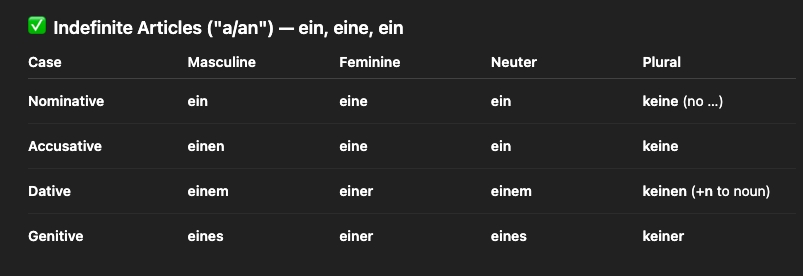 ✅ Indefinite Articles ("a/an") — ein, eine, ein
Case Masculine Feminine Neuter Plural
Nominative ein eine ein keine (no ...)
Accusative einen eine ein keine
Dative einem einer einem keinen (+n to noun)
Genitive eines einer eines keiner